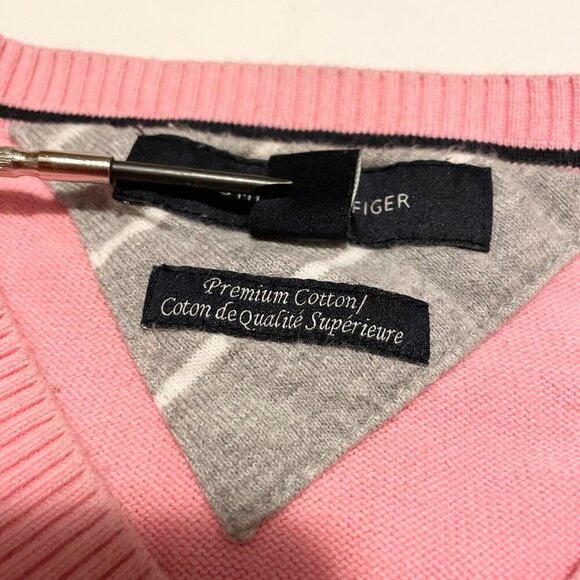 FIGER
Premium Cotton/
Coton de Qualité Supérieure